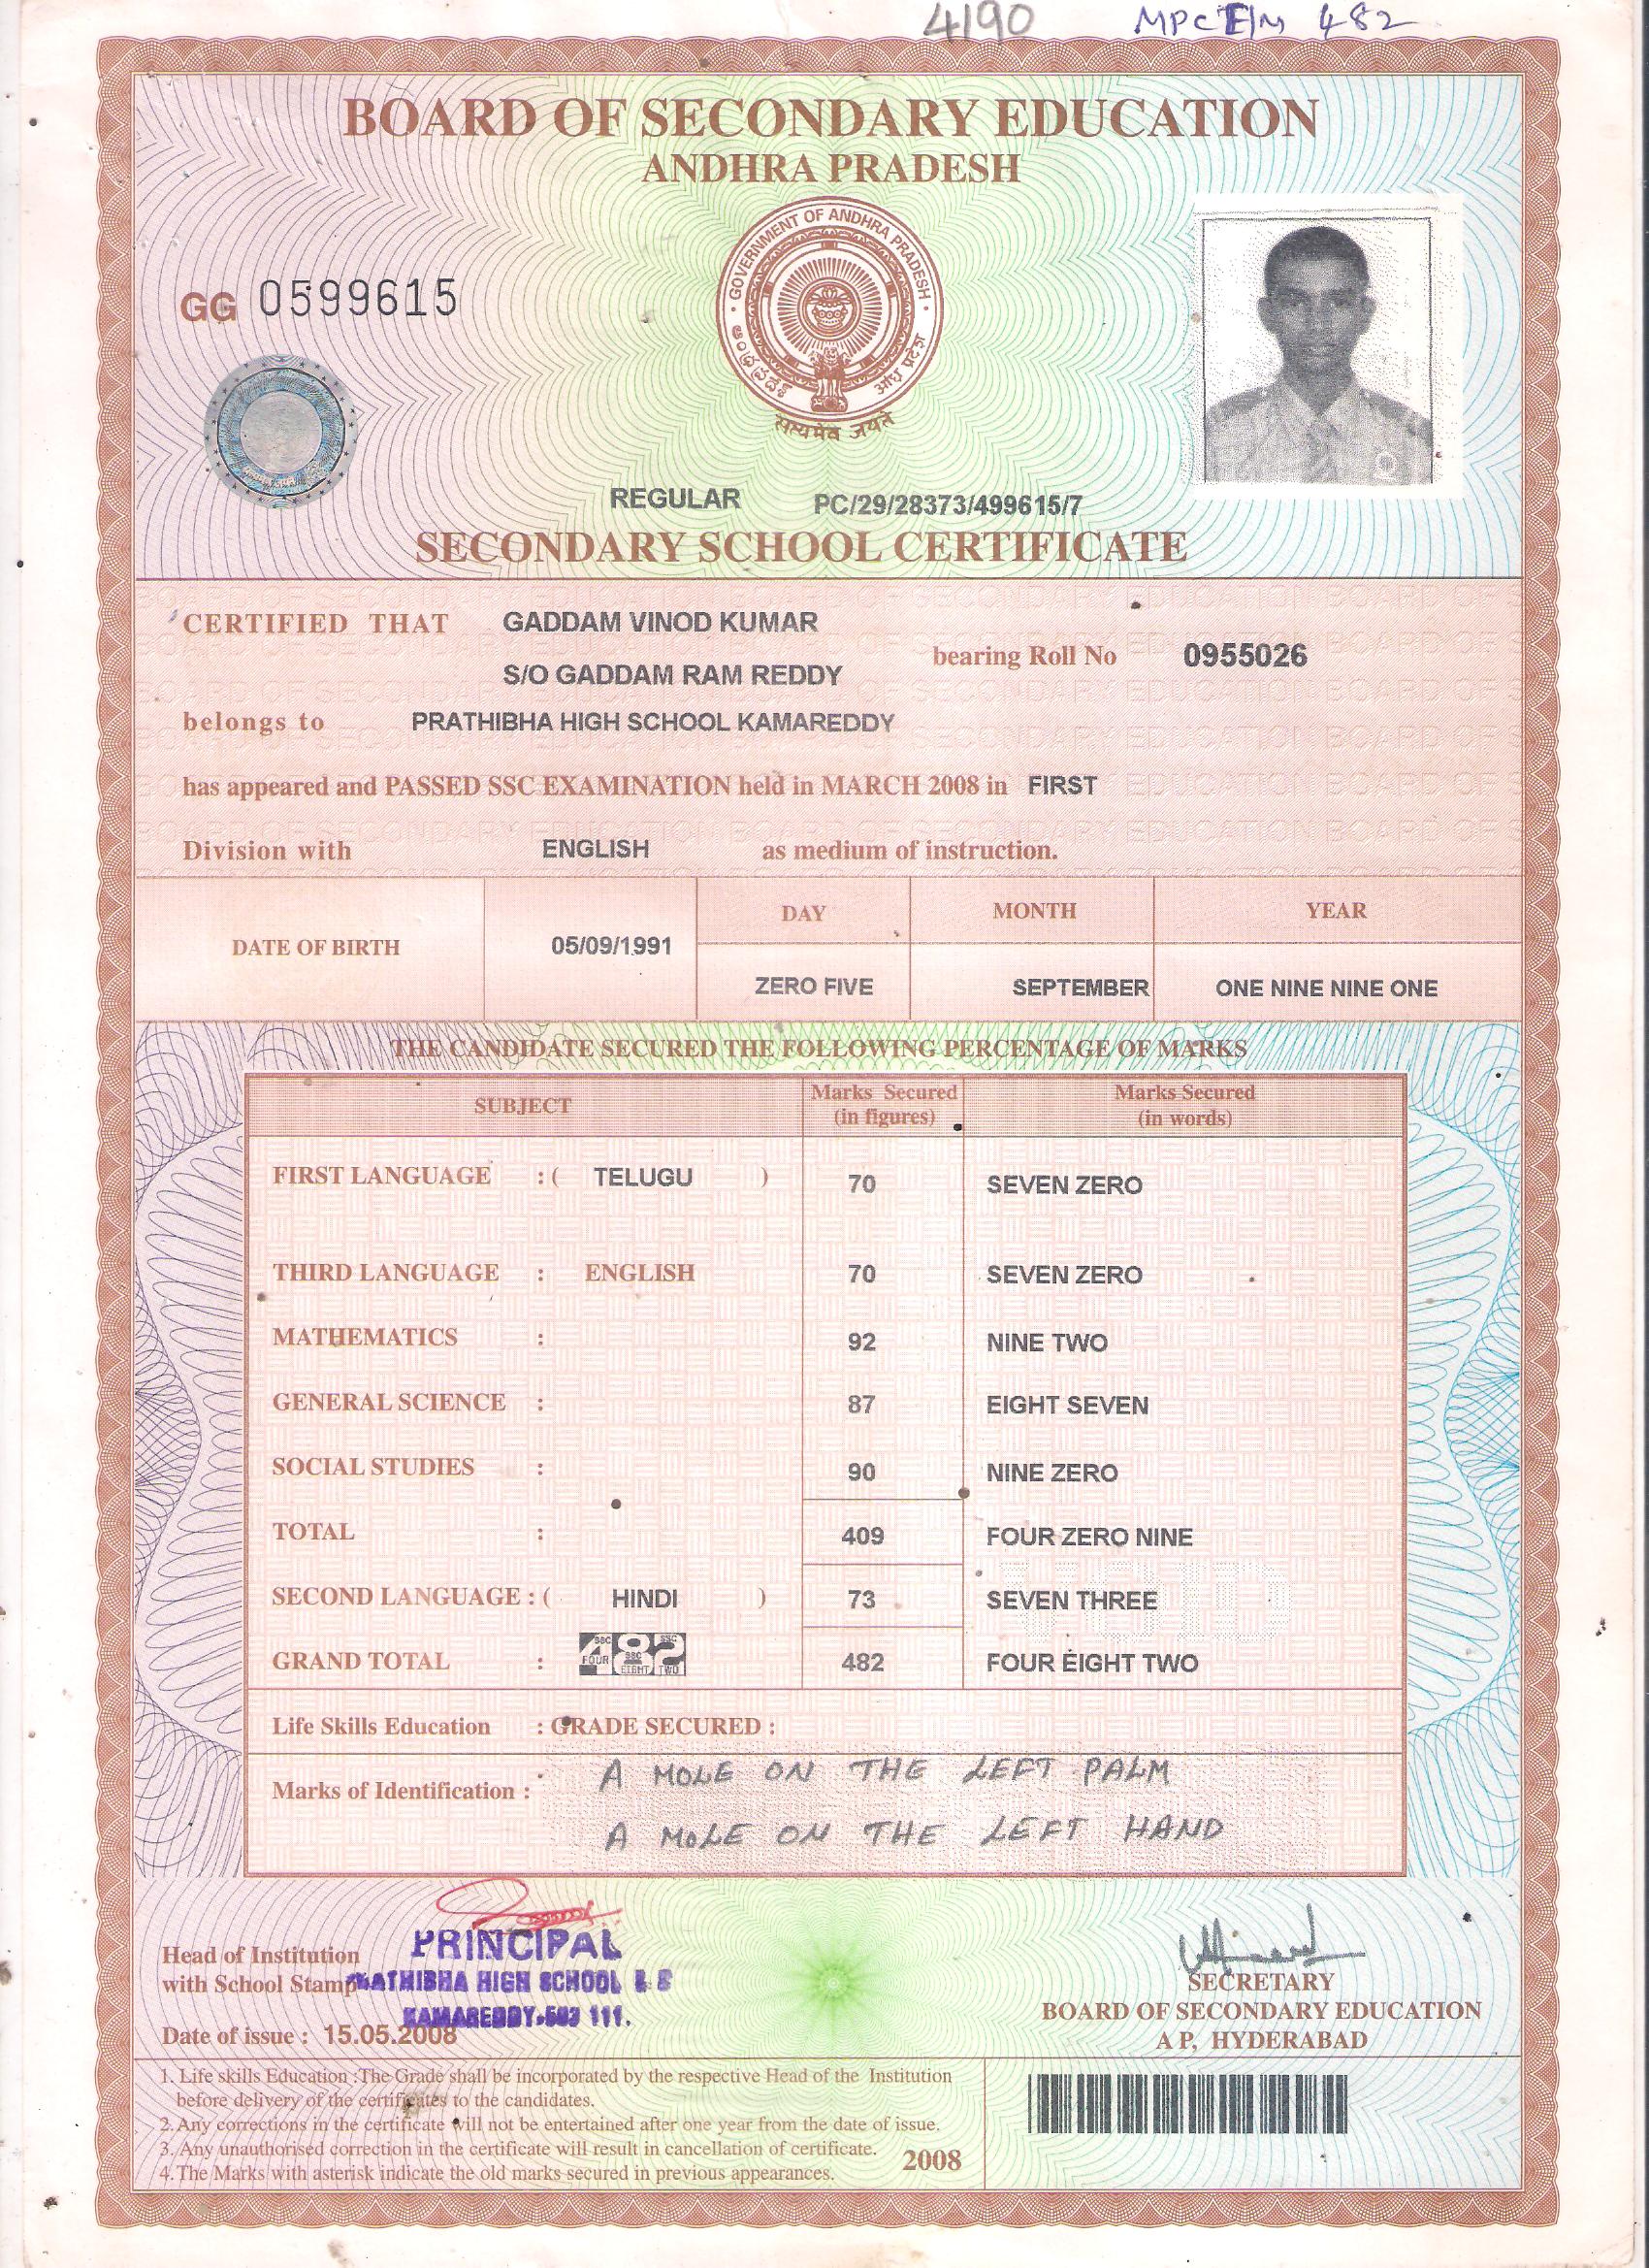 4190 MPC E/M 482
BOARD OF SECONDARY EDUCATION
ANDHRA PRADESH
GOVERNMENT OF ANDHRA PRADESH
ఆంధ్రప్రదేశ్
आंध्र प्रदेश
सत्यमेव जयते
GG 0599615
REGULAR PC/29/28373/499615/7
SECONDARY SCHOOL CERTIFICATE
CERTIFIED THAT GADDAM VINOD KUMAR
S/O GADDAM RAM REDDY bearing Roll No 0955026
belongs to PRATHIBHA HIGH SCHOOL KAMAREDDY
has appeared and PASSED SSC EXAMINATION held in MARCH 2008 in FIRST
Division with ENGLISH as medium of instruction.
DAY MONTH YEAR
DATE OF BIRTH 05/09/1991
ZERO FIVE SEPTEMBER ONE NINE NINE ONE
THE CANDIDATE SECURED THE FOLLOWING PERCENTAGE OF MARKS
SUBJECT Marks Secured (in figures) Marks Secured (in words)
FIRST LANGUAGE : ( TELUGU ) 70 SEVEN ZERO
THIRD LANGUAGE : ENGLISH 70 SEVEN ZERO
MATHEMATICS : 92 NINE TWO
GENERAL SCIENCE : 87 EIGHT SEVEN
SOCIAL STUDIES : 90 NINE ZERO
TOTAL : 409 FOUR ZERO NINE
SECOND LANGUAGE : ( HINDI ) 73 SEVEN THREE
GRAND TOTAL : 482 482 FOUR EIGHT TWO
Life Skills Education : GRADE SECURED :
Marks of Identification : A MOLE ON THE LEFT PALM
A MOLE ON THE LEFT HAND
Head of Institution
with School Stamp
PRINCIPAL
HIGH SCHOOL
KAMAREDDY-503 111.
Date of issue : 15.05.2008
SECRETARY
BOARD OF SECONDARY EDUCATION
A P, HYDERABAD
1. Life skills Education :The Grade shall be incorporated by the respective Head of the Institution
before delivery of the certificates to the candidates.
2. Any corrections in the certificate will not be entertained after one year from the date of issue.
3. Any unauthorised correction in the certificate will result in cancellation of certificate.
4. The Marks with asterisk indicate the old marks secured in previous appearances.
2008